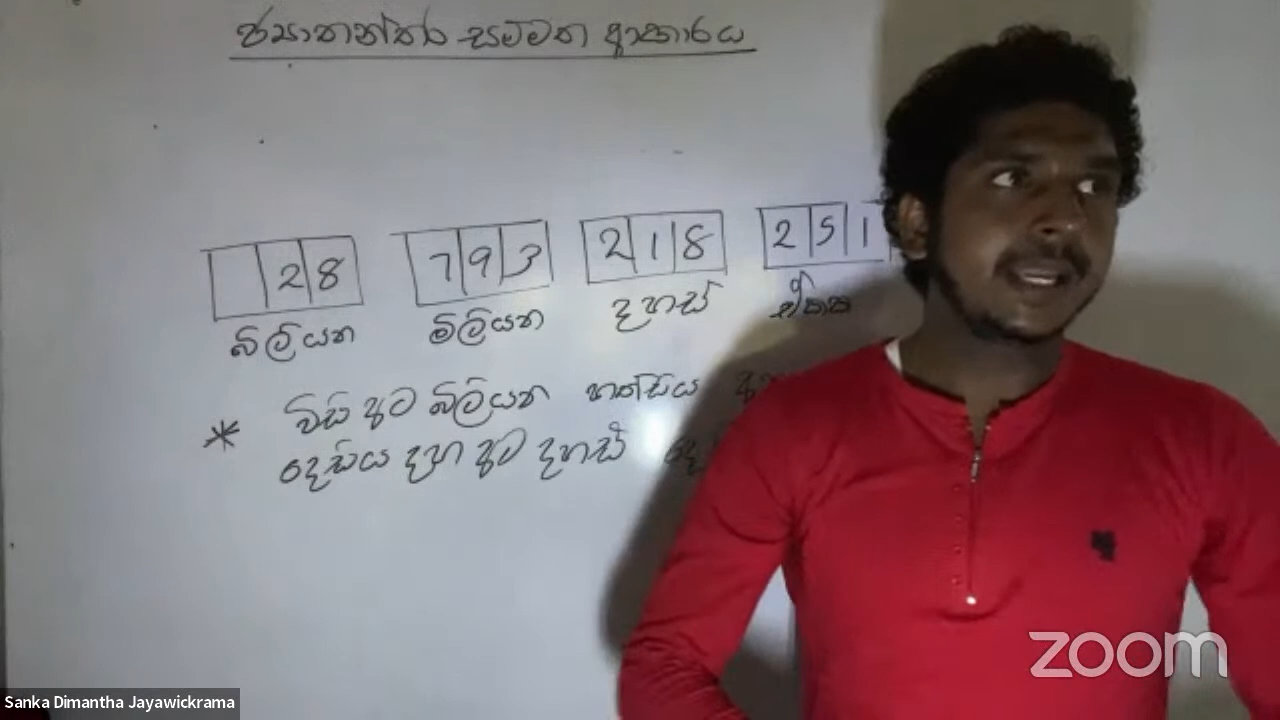 ජාත්‍යන්තර සම්මත ආකාරය
28 793 218 251
බිලියන මිලියන දහස් ඒකක
* විසි අට බිලියන හත්සිය
දෙසිය දහ අට දහස් දෙ
Sanka Dimantha Jayawickrama
zoom